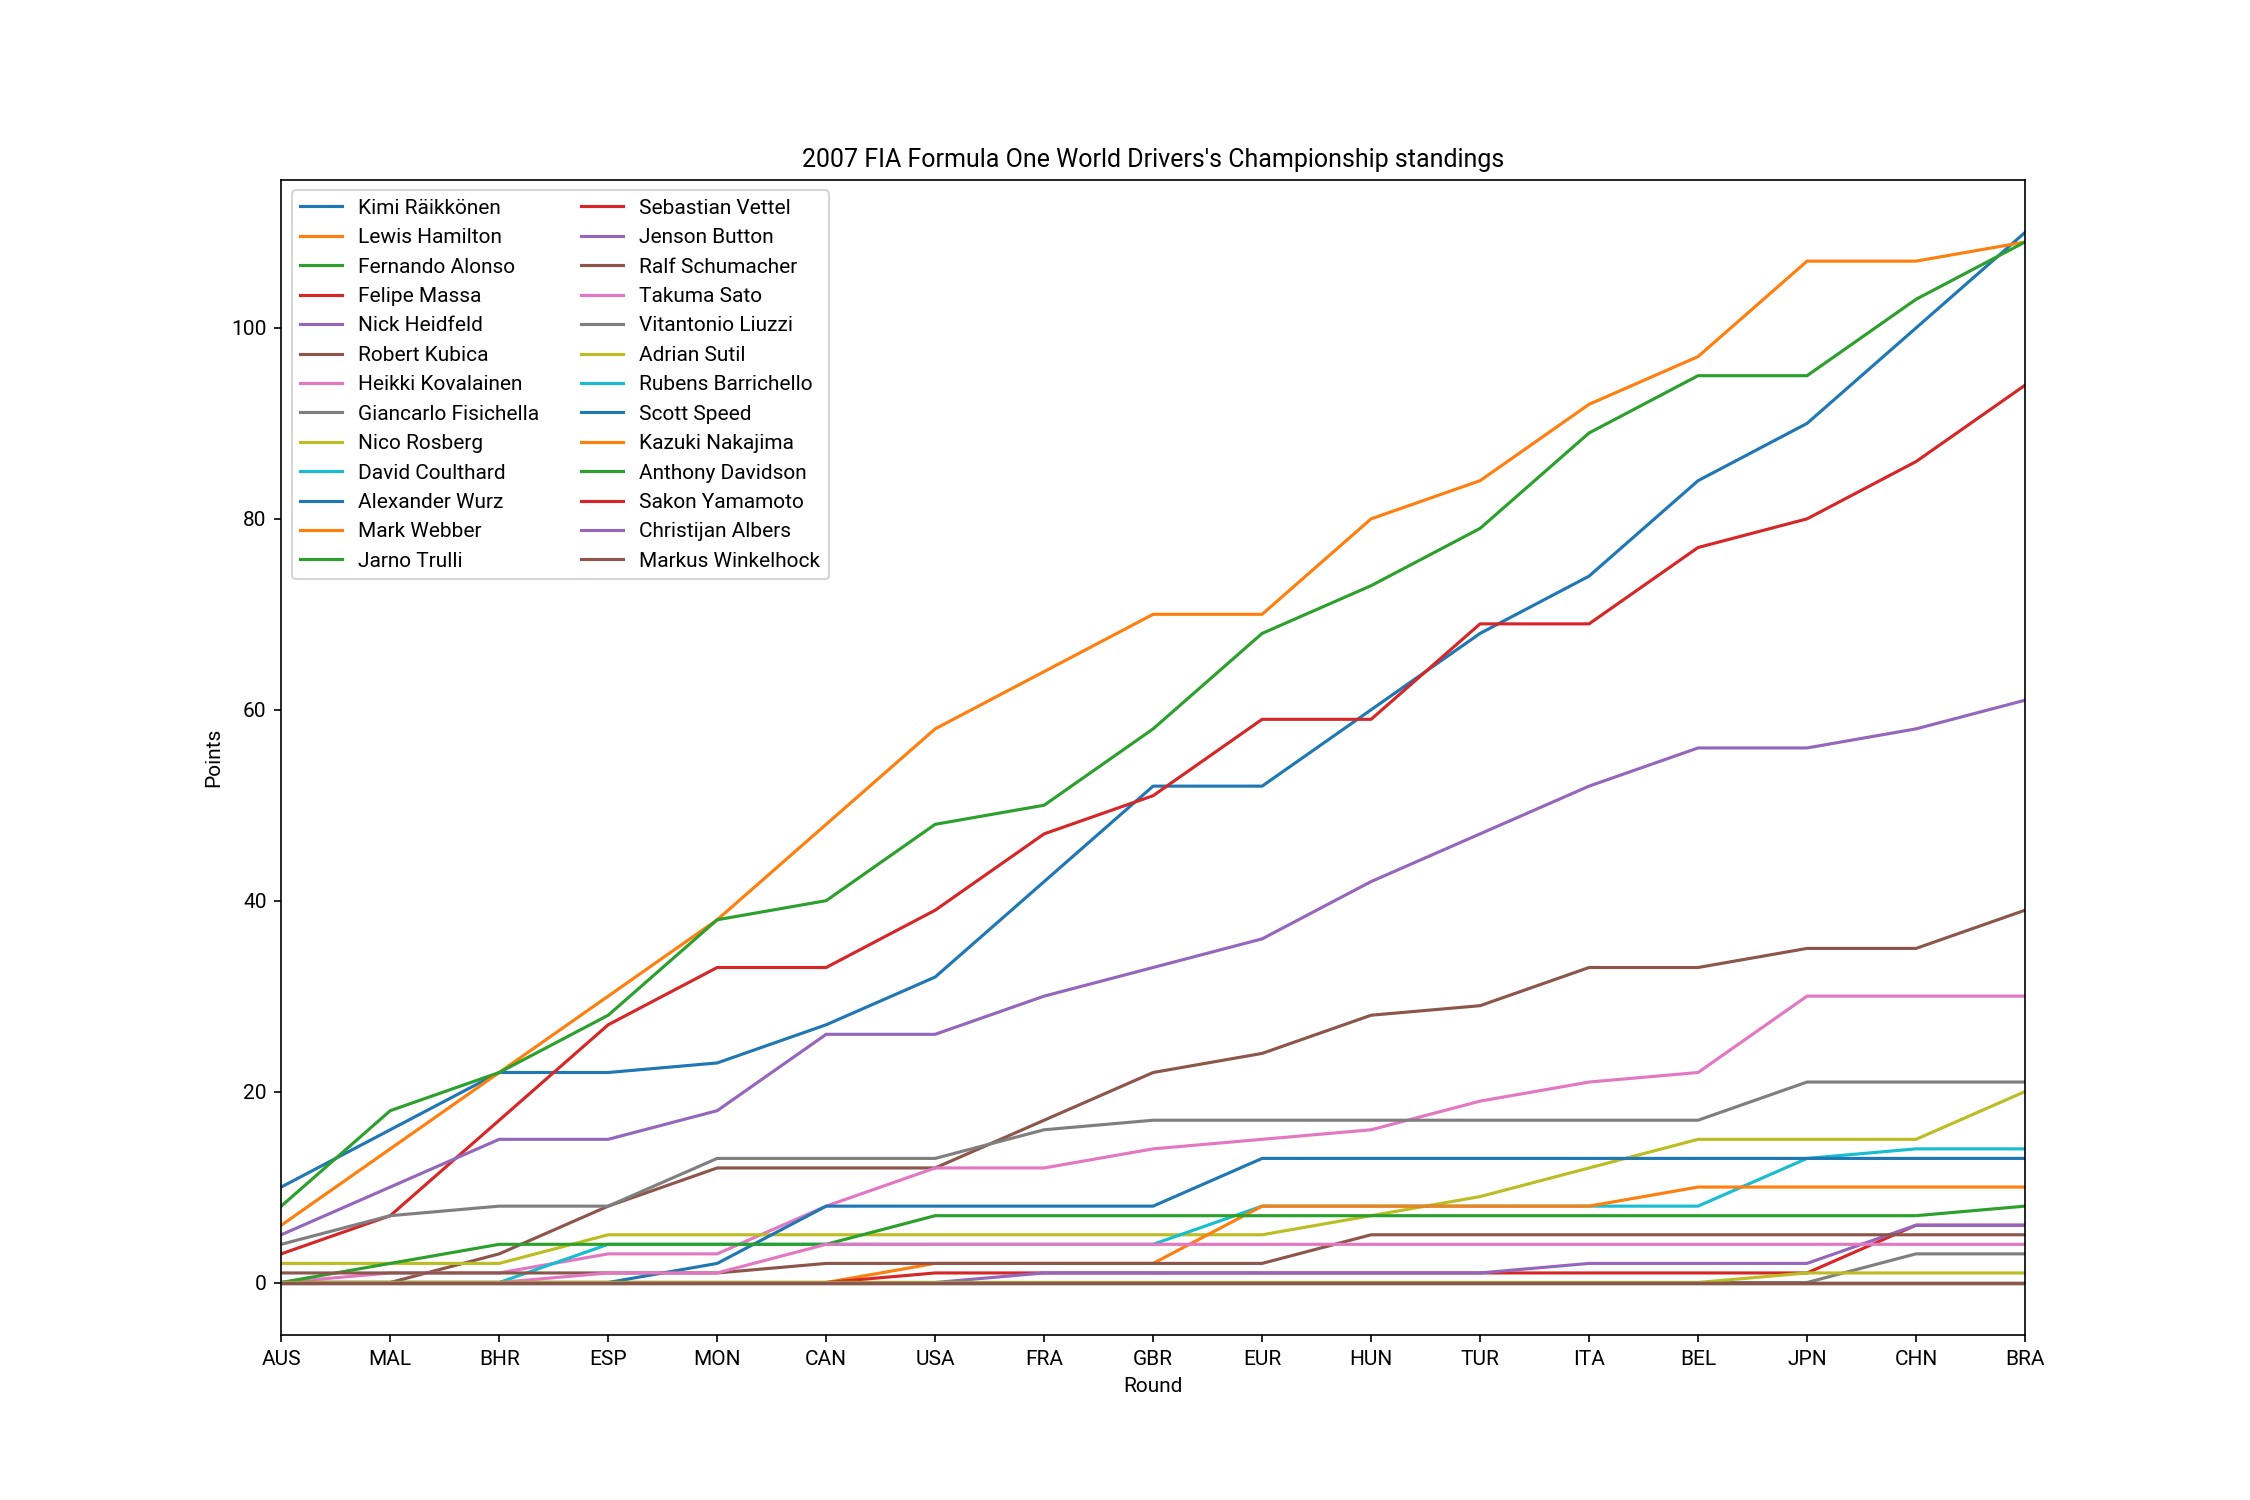 2007 FIA Formula One World Drivers's Championship standings
Kimi Räikkönen
Lewis Hamilton
Fernando Alonso
Felipe Massa
Nick Heidfeld
Robert Kubica
Heikki Kovalainen
Giancarlo Fisichella
Nico Rosberg
David Coulthard
Alexander Wurz
Mark Webber
Jarno Trulli
Sebastian Vettel
Jenson Button
Ralf Schumacher
Takuma Sato
Vitantonio Liuzzi
Adrian Sutil
Rubens Barrichello
Scott Speed
Kazuki Nakajima
Anthony Davidson
Sakon Yamamoto
Christijan Albers
Markus Winkelhock
100
80
60
40
20
0
Points
AUS MAL BHR ESP MON CAN USA FRA GBR EUR HUN TUR ITA BEL JPN CHN BRA
Round